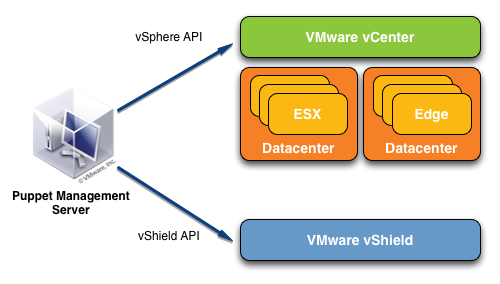 vSphere API
VMware vCenter
ESX
Edge
Datacenter
Datacenter
© VMware, Inc.
Puppet Management
Server
vShield API
VMware vShield